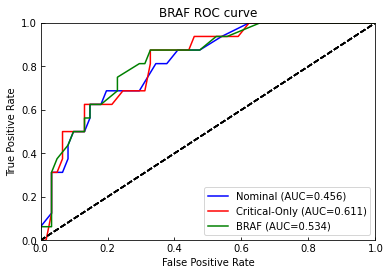 BRAF ROC curve
True Positive Rate
1.0
0.8
0.6
0.4
0.2
0.0
Nominal (AUC=0.456)
Critical-Only (AUC=0.611)
BRAF (AUC=0.534)
0.0 0.2 0.4 0.6 0.8 1.0
False Positive Rate